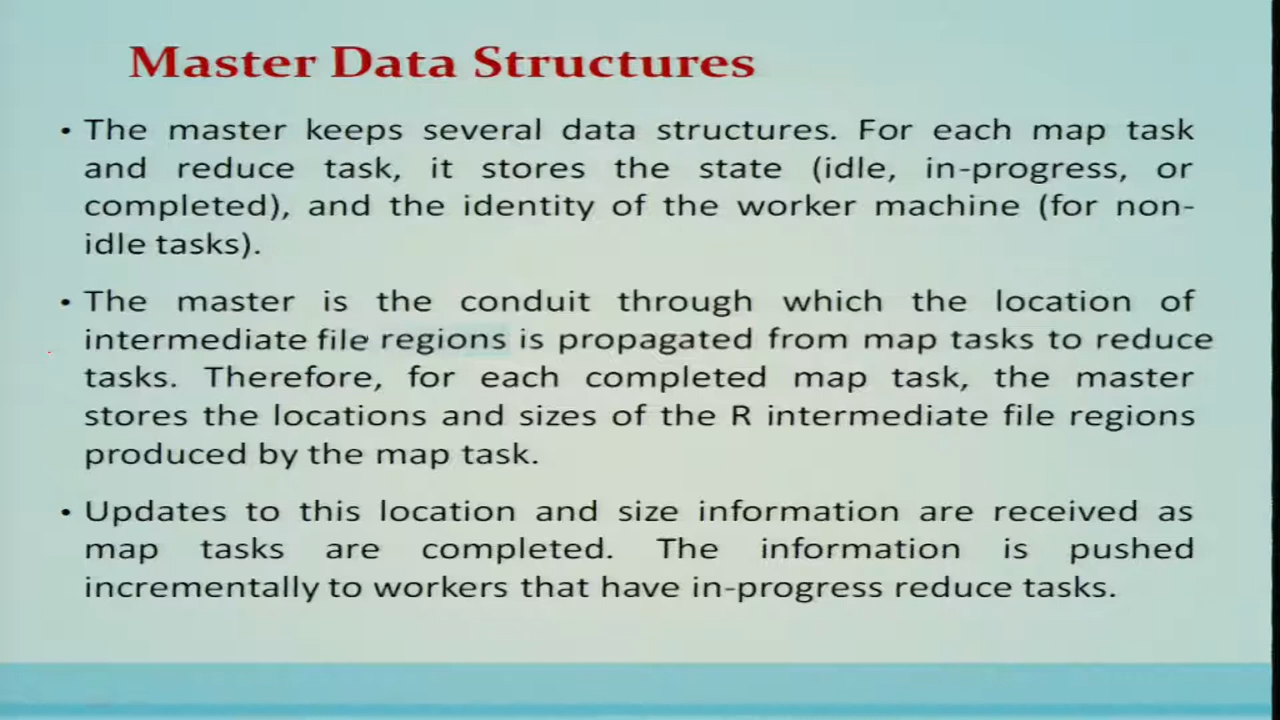 Master Data Structures
• The master keeps several data structures. For each map task
and reduce task, it stores the state (idle, in-progress, or
completed), and the identity of the worker machine (for non-
idle tasks).
• The master is the conduit through which the location of
intermediate file regions is propagated from map tasks to reduce
tasks. Therefore, for each completed map task, the master
stores the locations and sizes of the R intermediate file regions
produced by the map task.
• Updates to this location and size information are received as
map tasks are completed. The information is pushed
incrementally to workers that have in-progress reduce tasks.